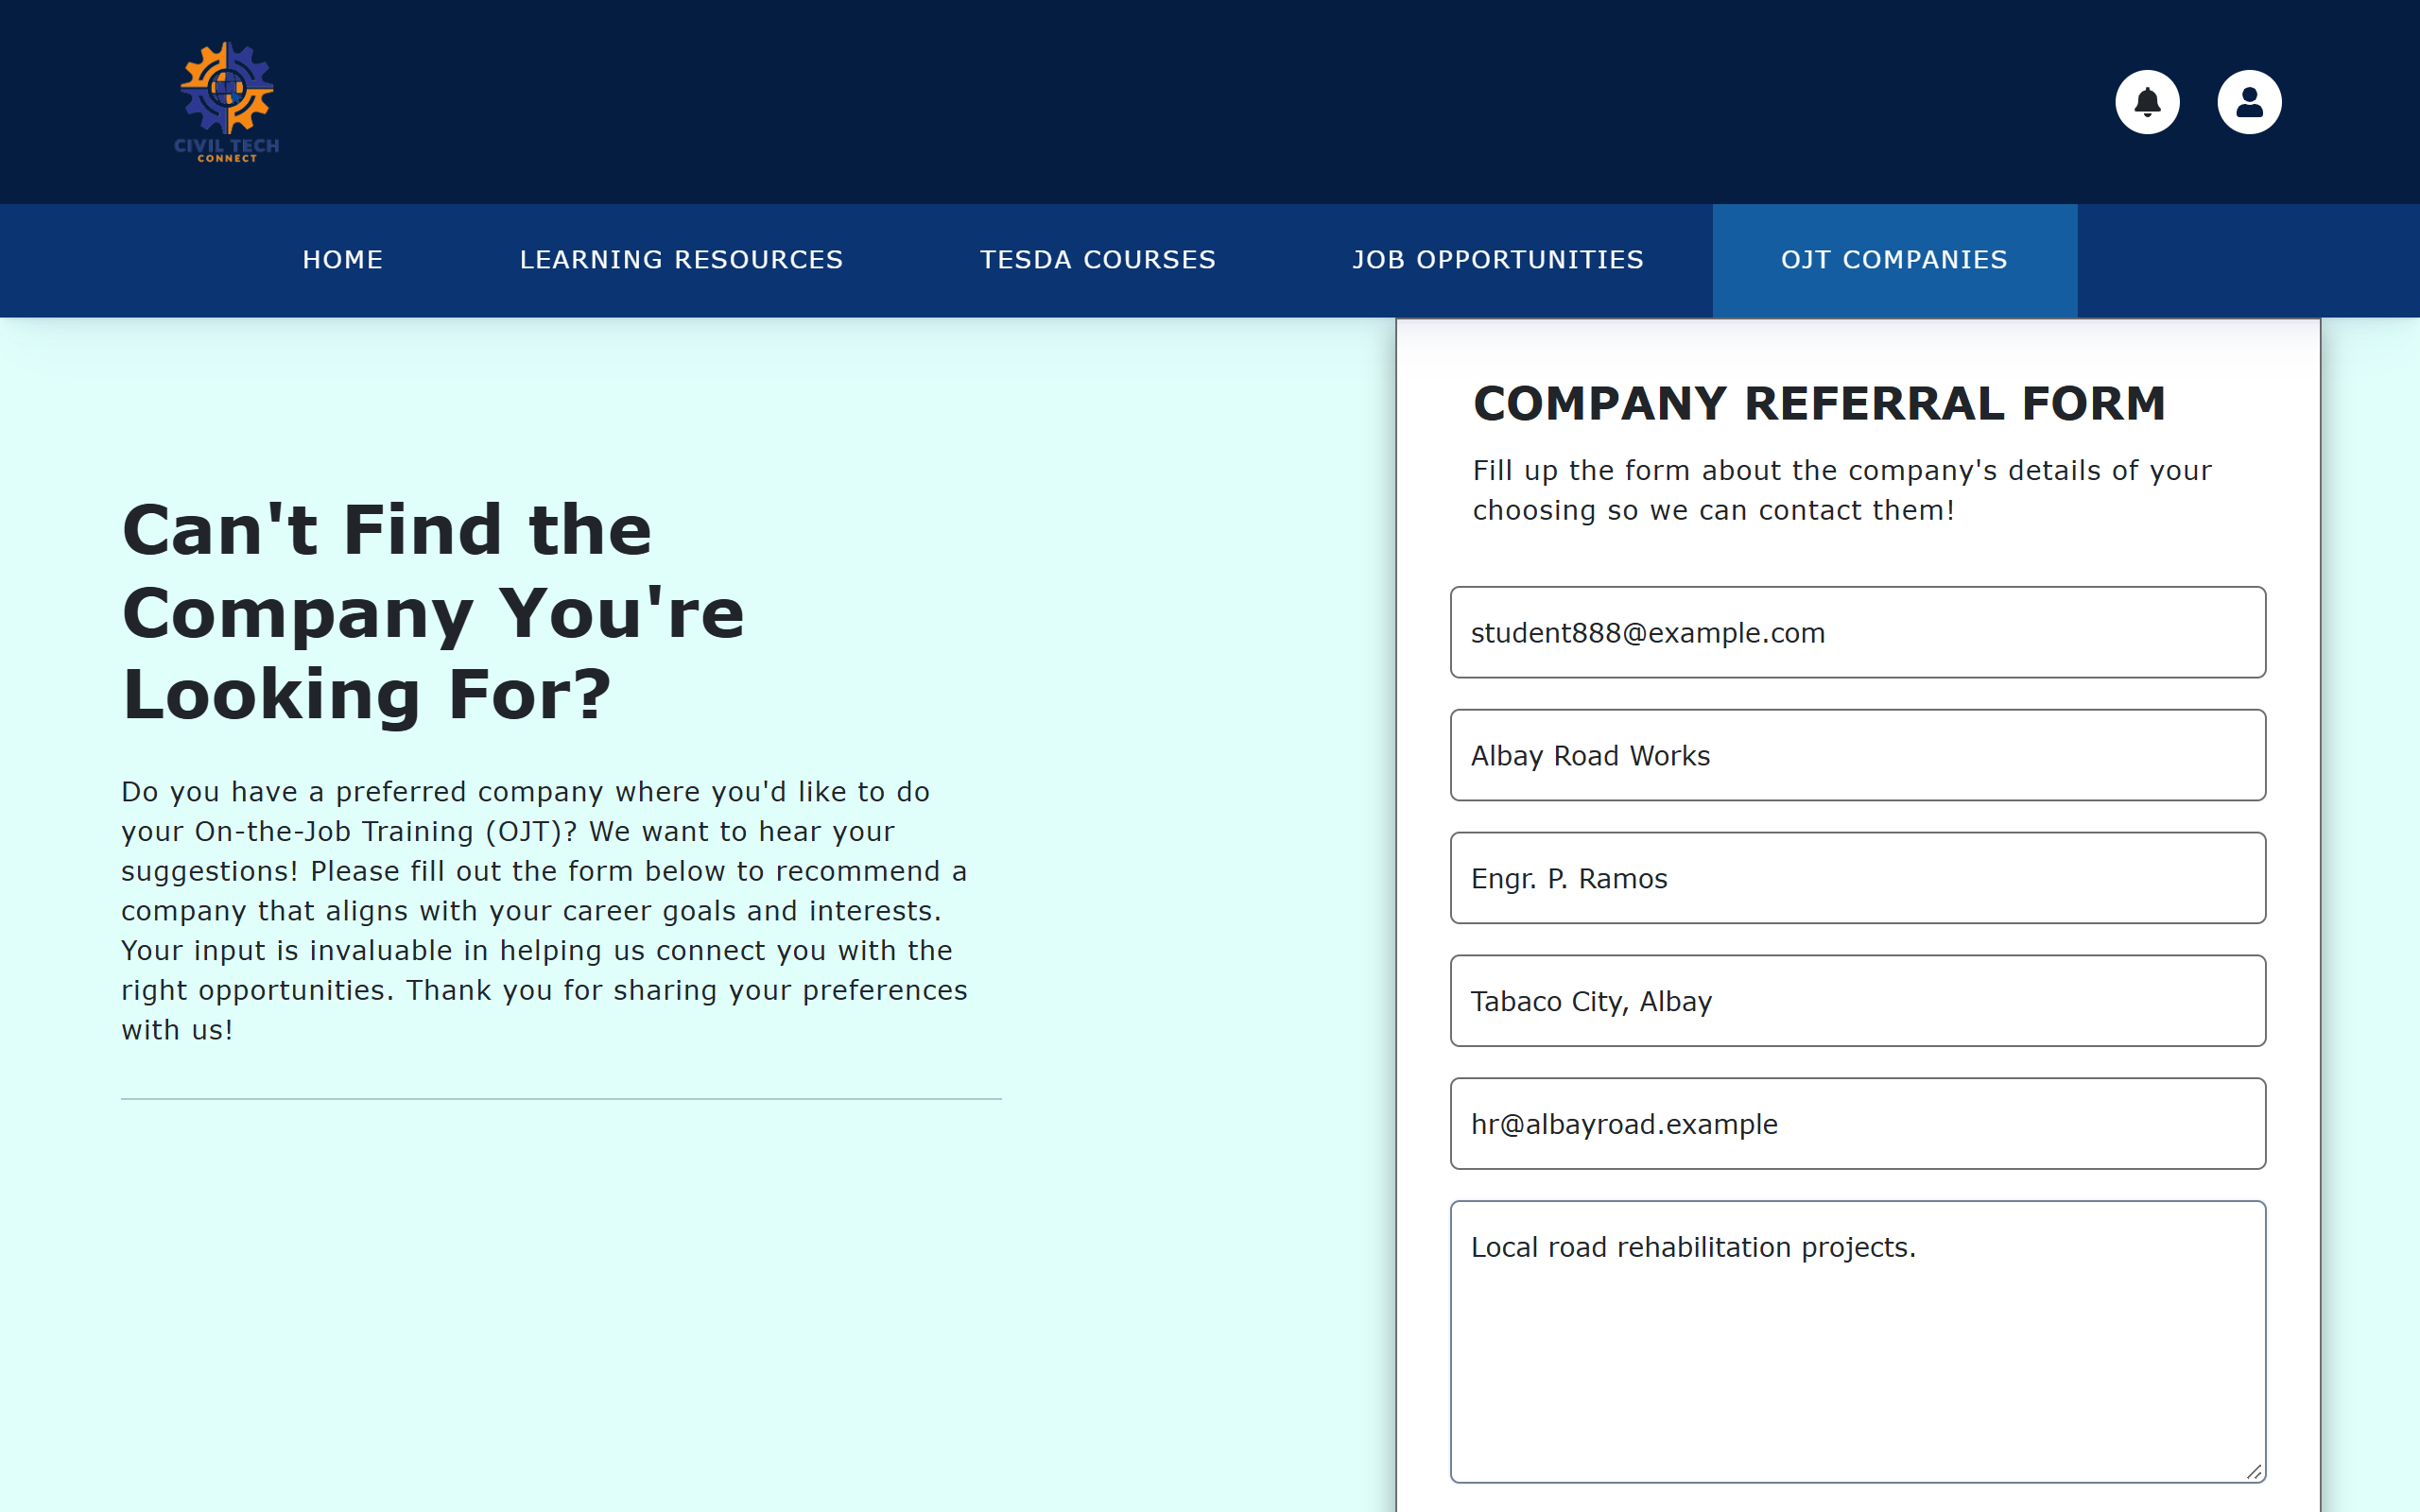 CIVIL TECH
CONNECT
HOME
LEARNING RESOURCES
TESDA COURSES
JOB OPPORTUNITIES
OJT COMPANIES
Can't Find the
Company You're
Looking For?
Do you have a preferred company where you'd like to do
your On-the-Job Training (OJT)? We want to hear your
suggestions! Please fill out the form below to recommend a
company that aligns with your career goals and interests.
Your input is invaluable in helping us connect you with the
right opportunities. Thank you for sharing your preferences
with us!
COMPANY REFERRAL FORM
Fill up the form about the company's details of your
choosing so we can contact them!
student888@example.com
Albay Road Works
Engr. P. Ramos
Tabaco City, Albay
hr@albayroad.example
Local road rehabilitation projects.